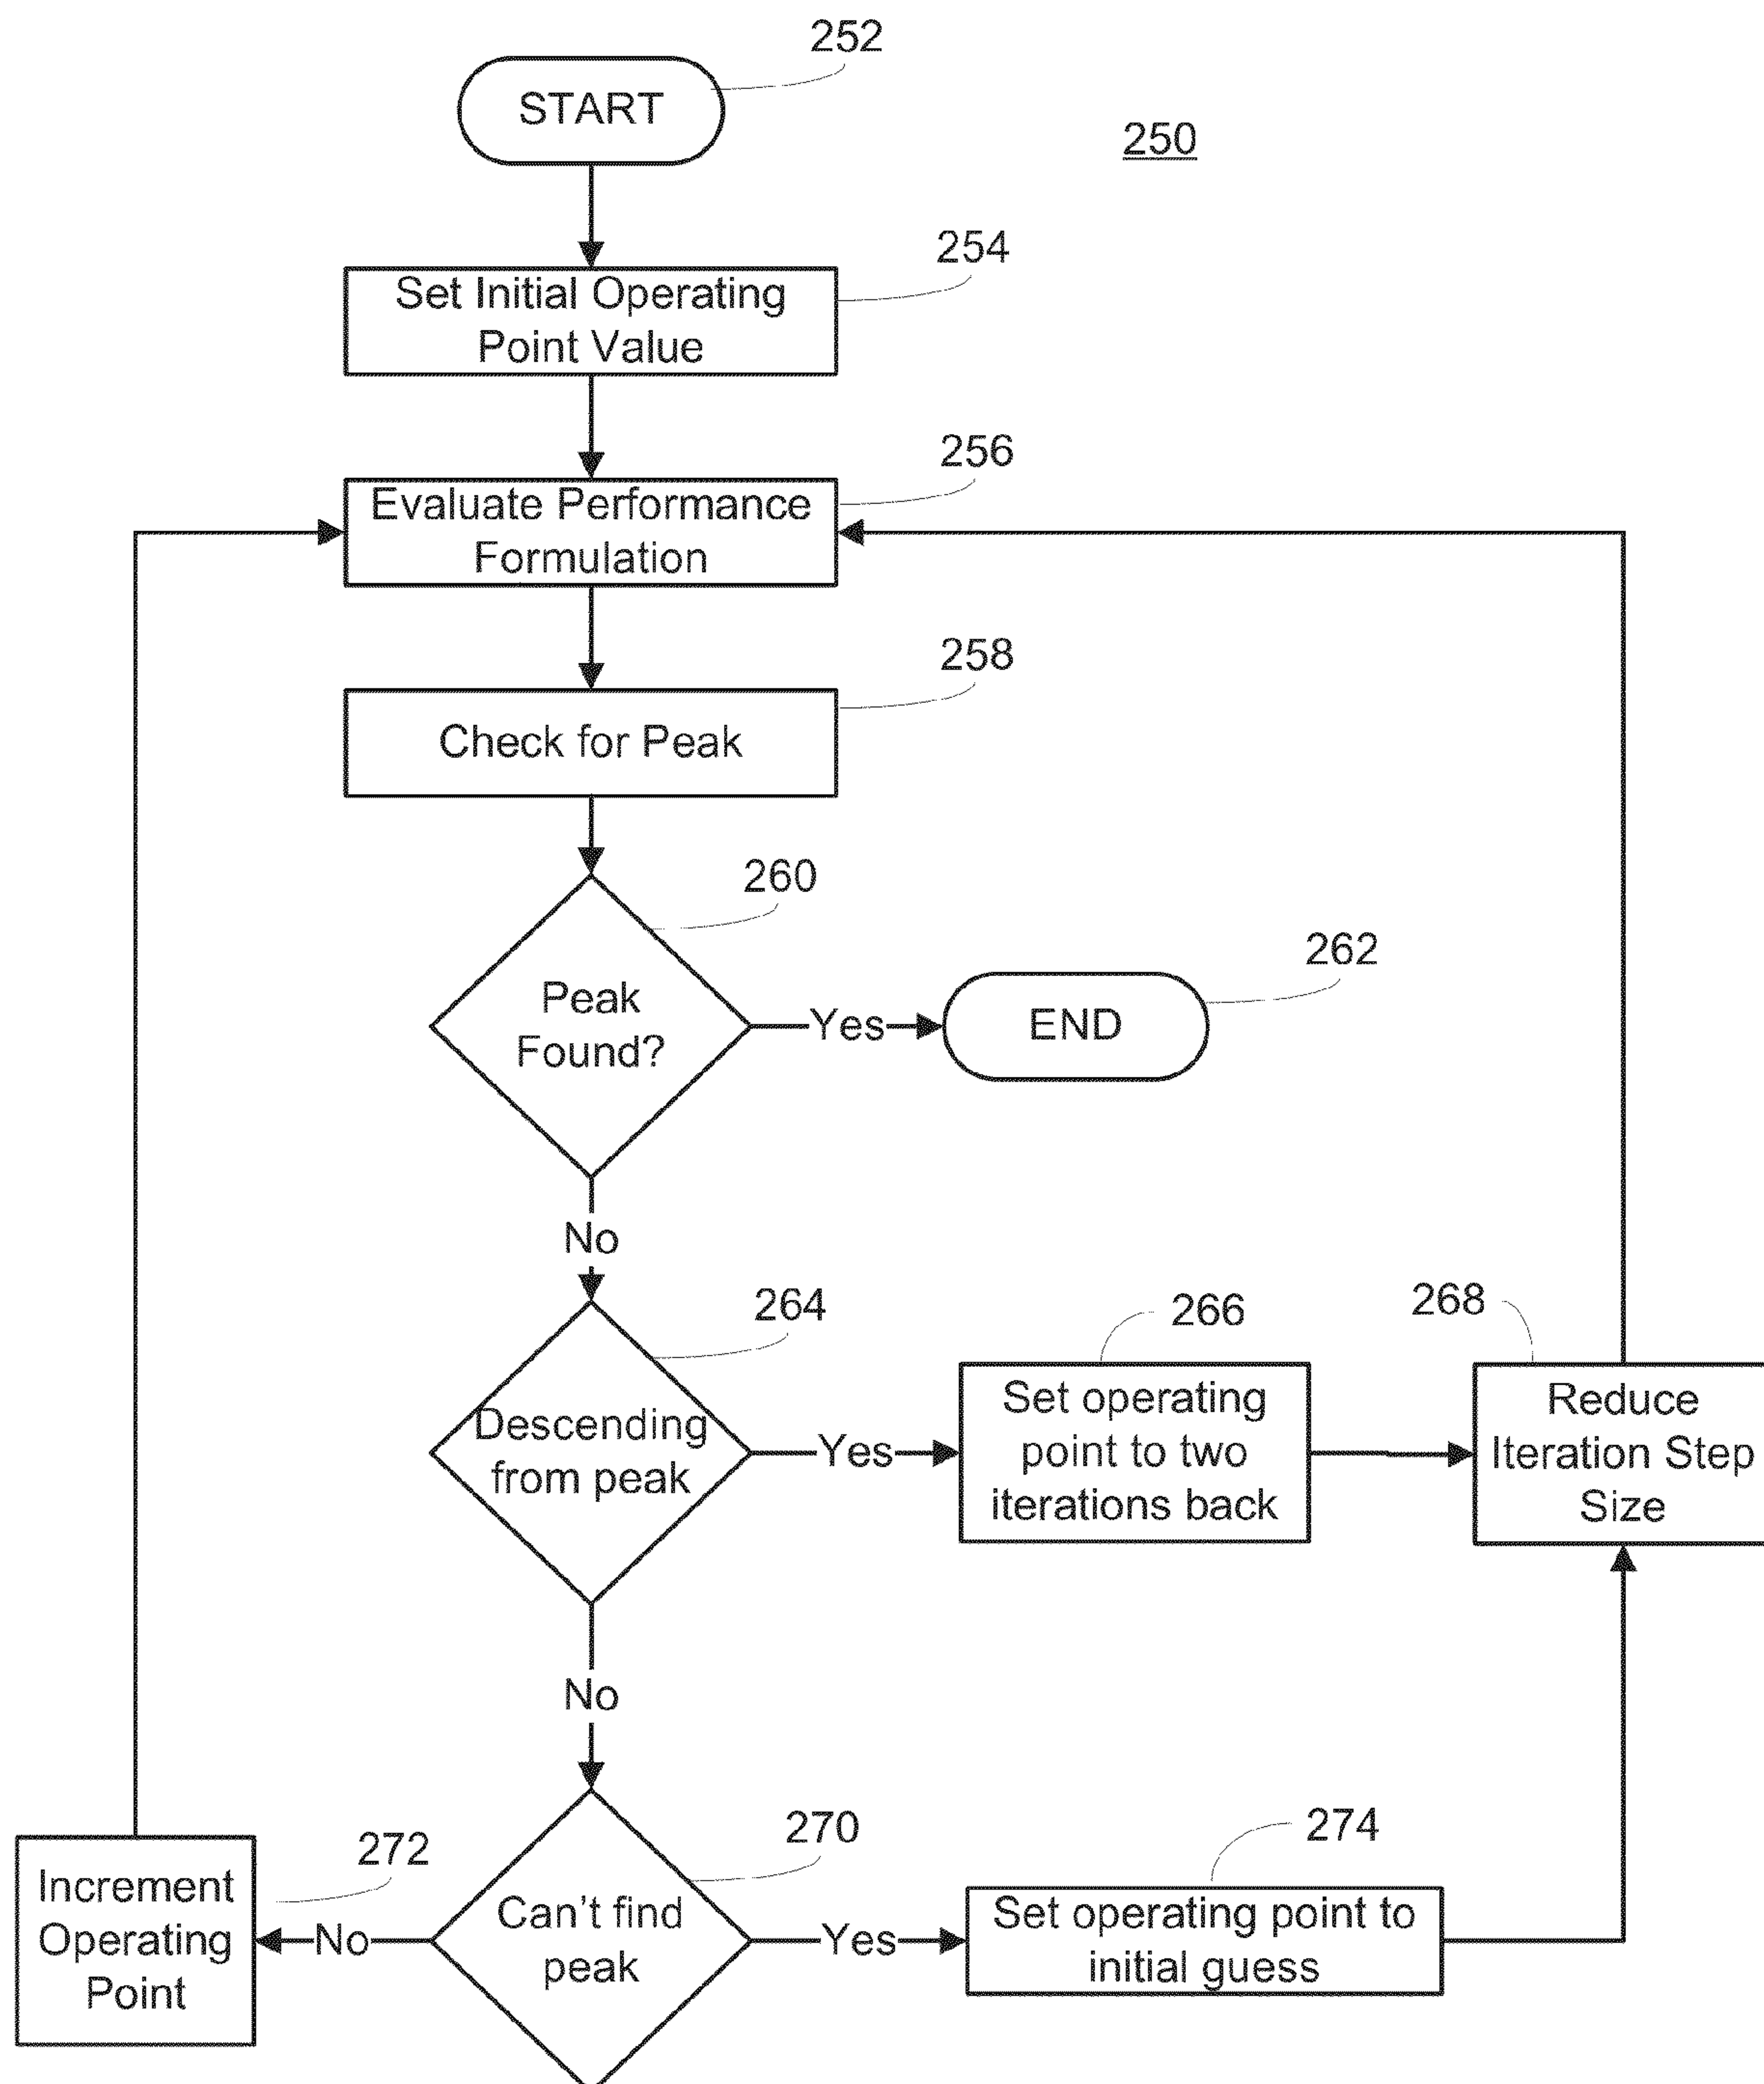 252
START
250
254
Set Initial Operating
Point Value
256
Evaluate Performance
Formulation
258
Check for Peak
260
Peak
Found?
Yes
262
END
No
264
Descending
from peak
Yes
266
Set operating
point to two
iterations back
268
Reduce
Iteration Step
Size
No
270
Can't find
peak
272
Increment
Operating
Point
No
Yes
274
Set operating point to
initial guess